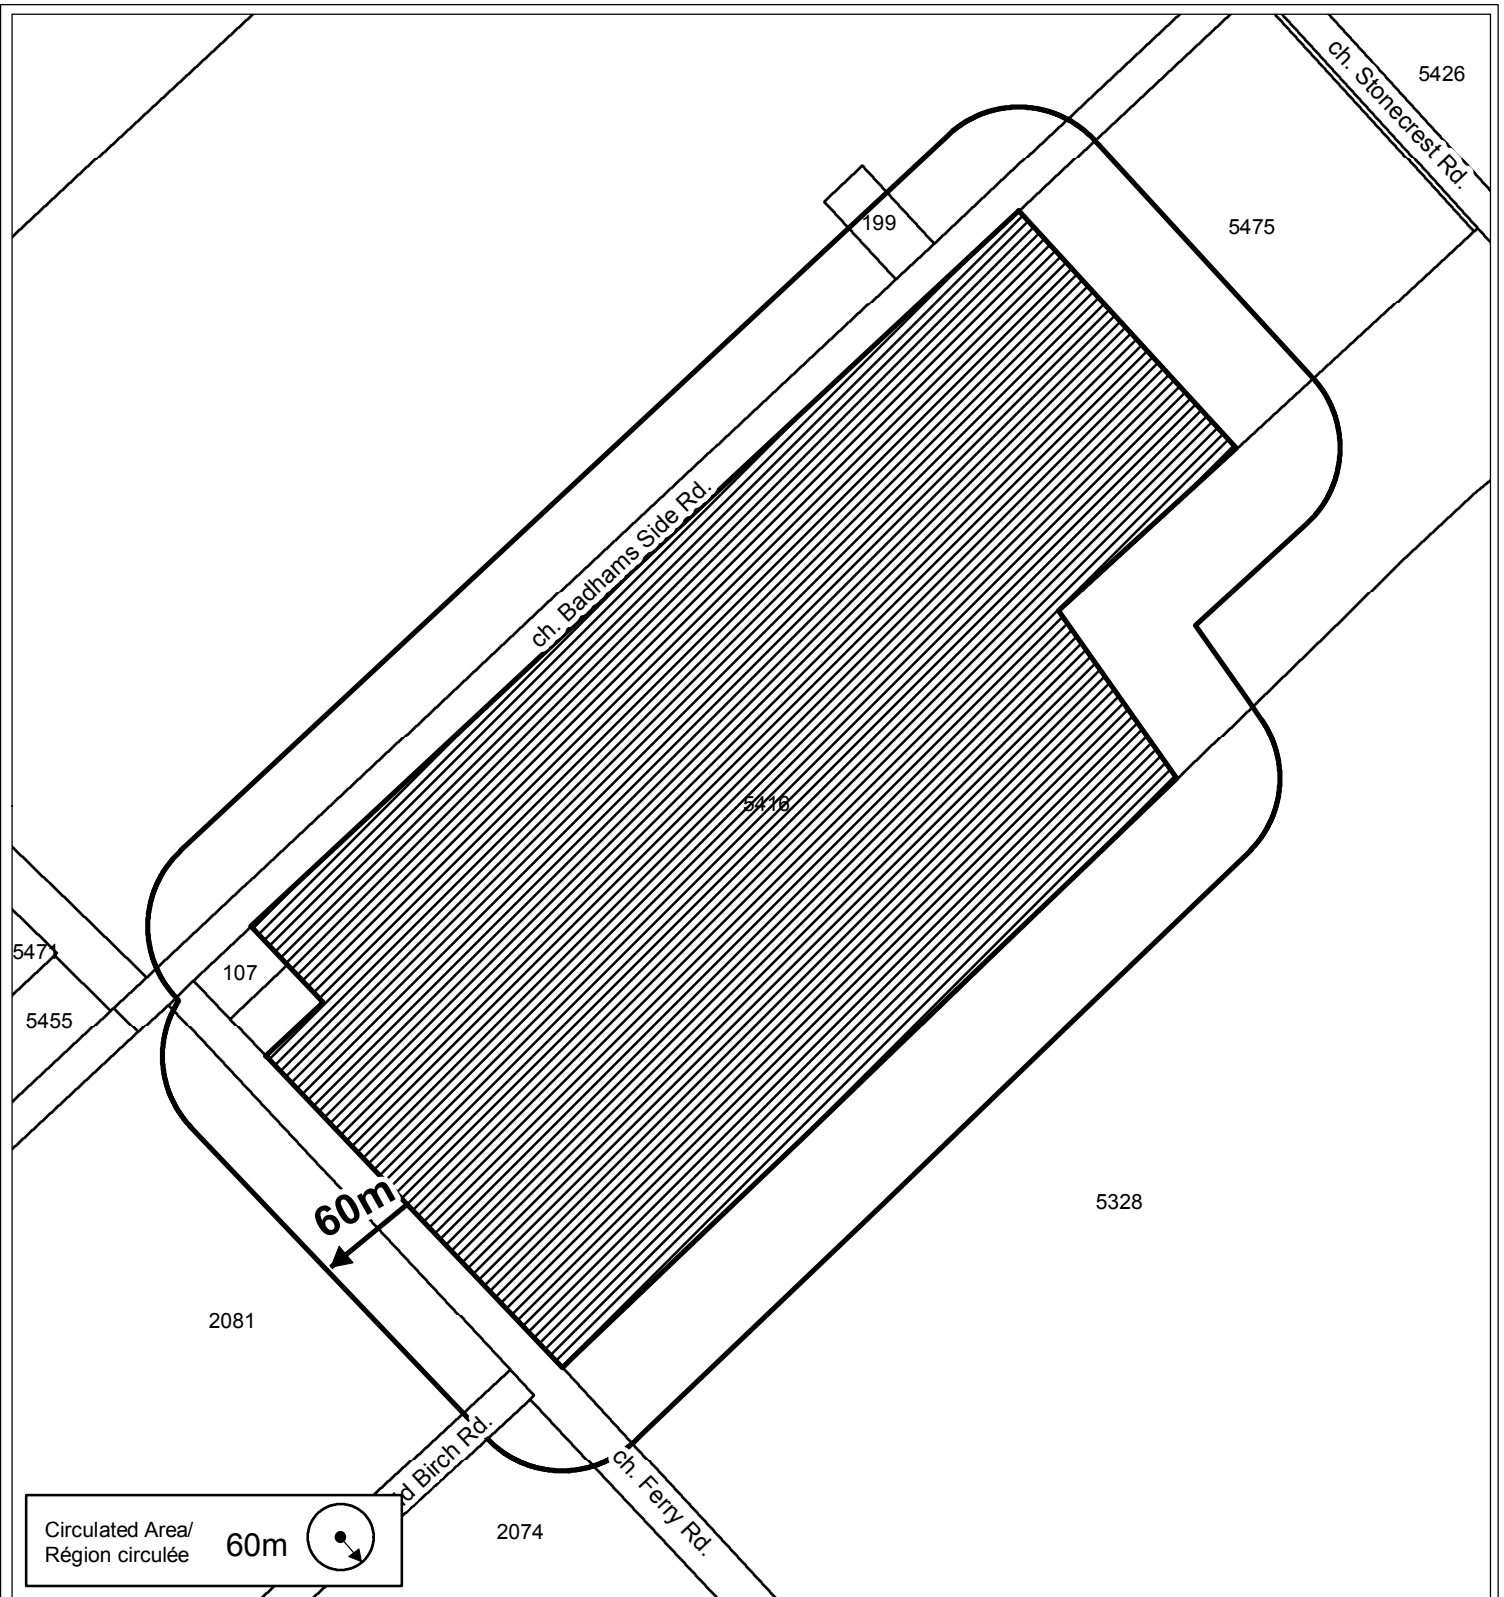 ch. Stonecrest Rd.
5426
199
5475
ch. Badhams Side Rd.
5416
5471
107
5455
60m
5328
2081
Birch Rd.
ch. Ferry Rd.
2074
Circulated Area/
Région circulée
60m